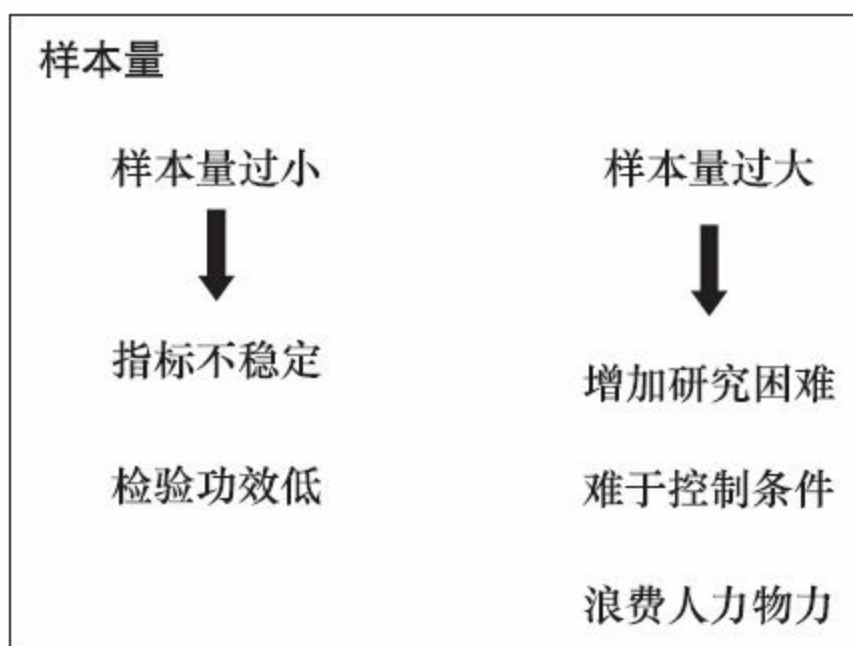 样本量
样本量过小
样本量过大
指标不稳定
增加研究困难
检验功效低
难于控制条件
浪费人力物力